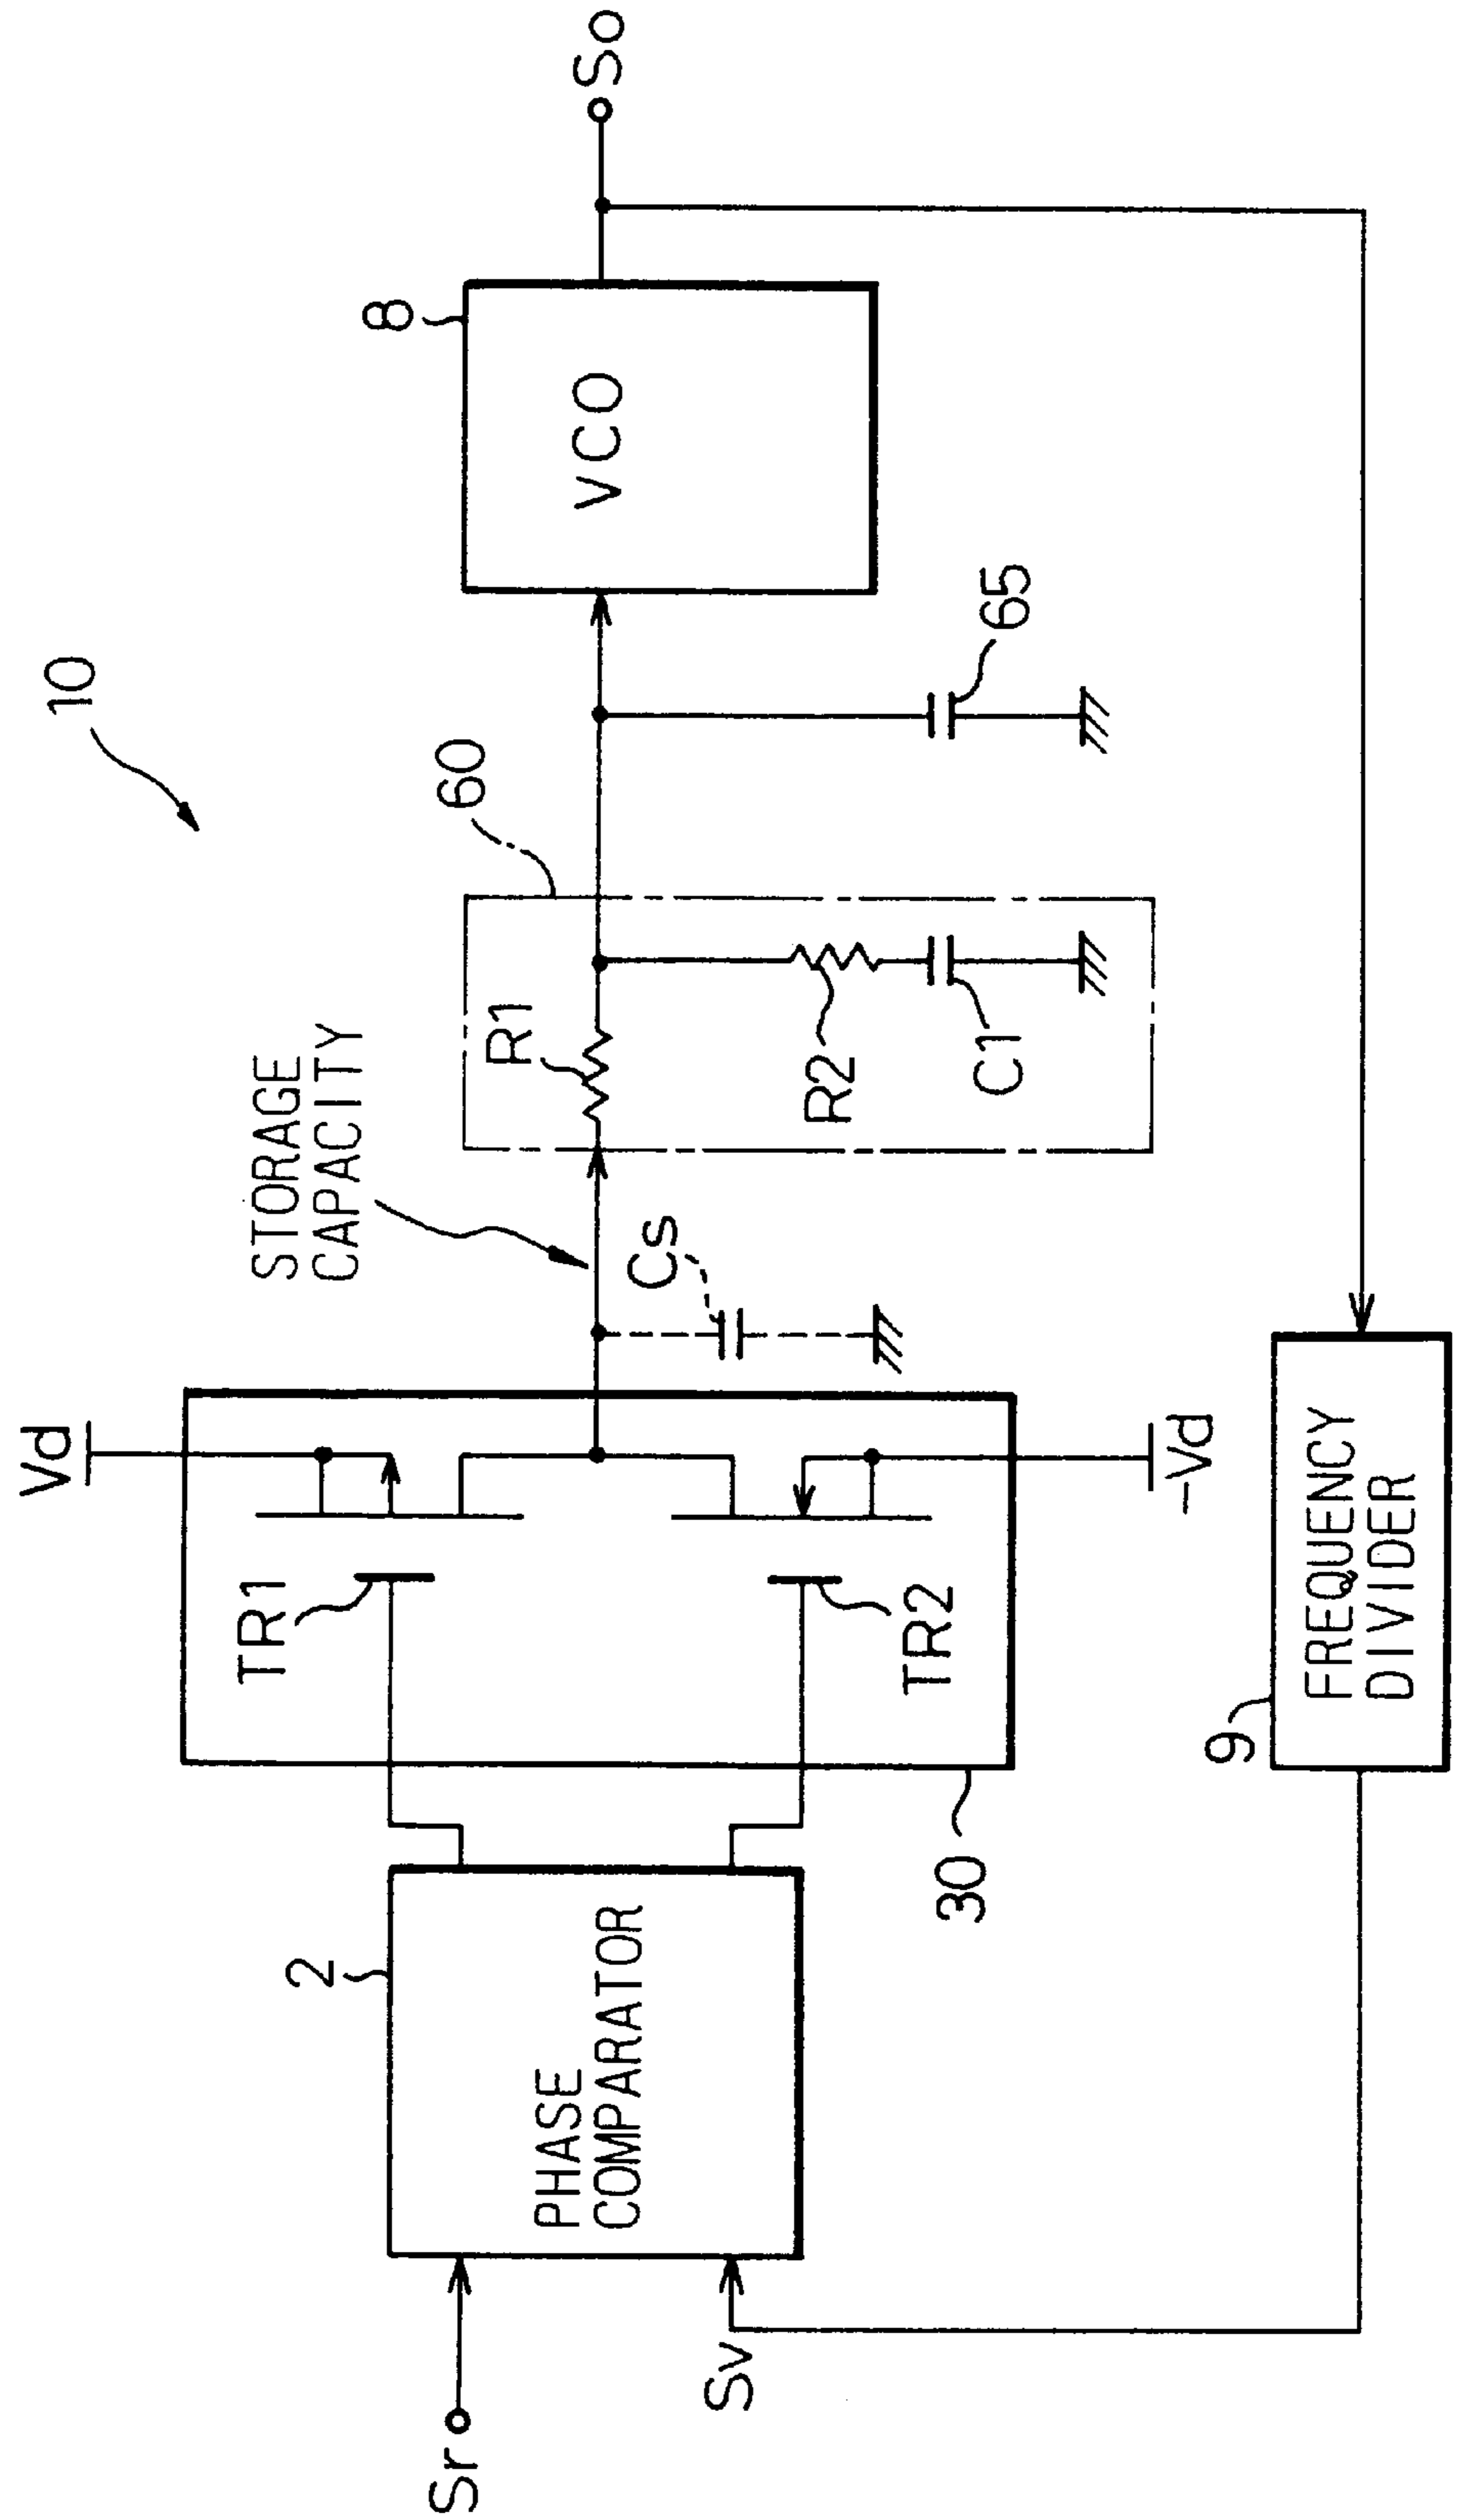 10
Vd
STORAGE
CAPACITY
TR1
2
PHASE
COMPARATOR
Sr
Sv
30
TR2
-Vd
Cs
R1
R2
C1
60
65
8
VCO
So
9
FREQUENCY
DIVIDER